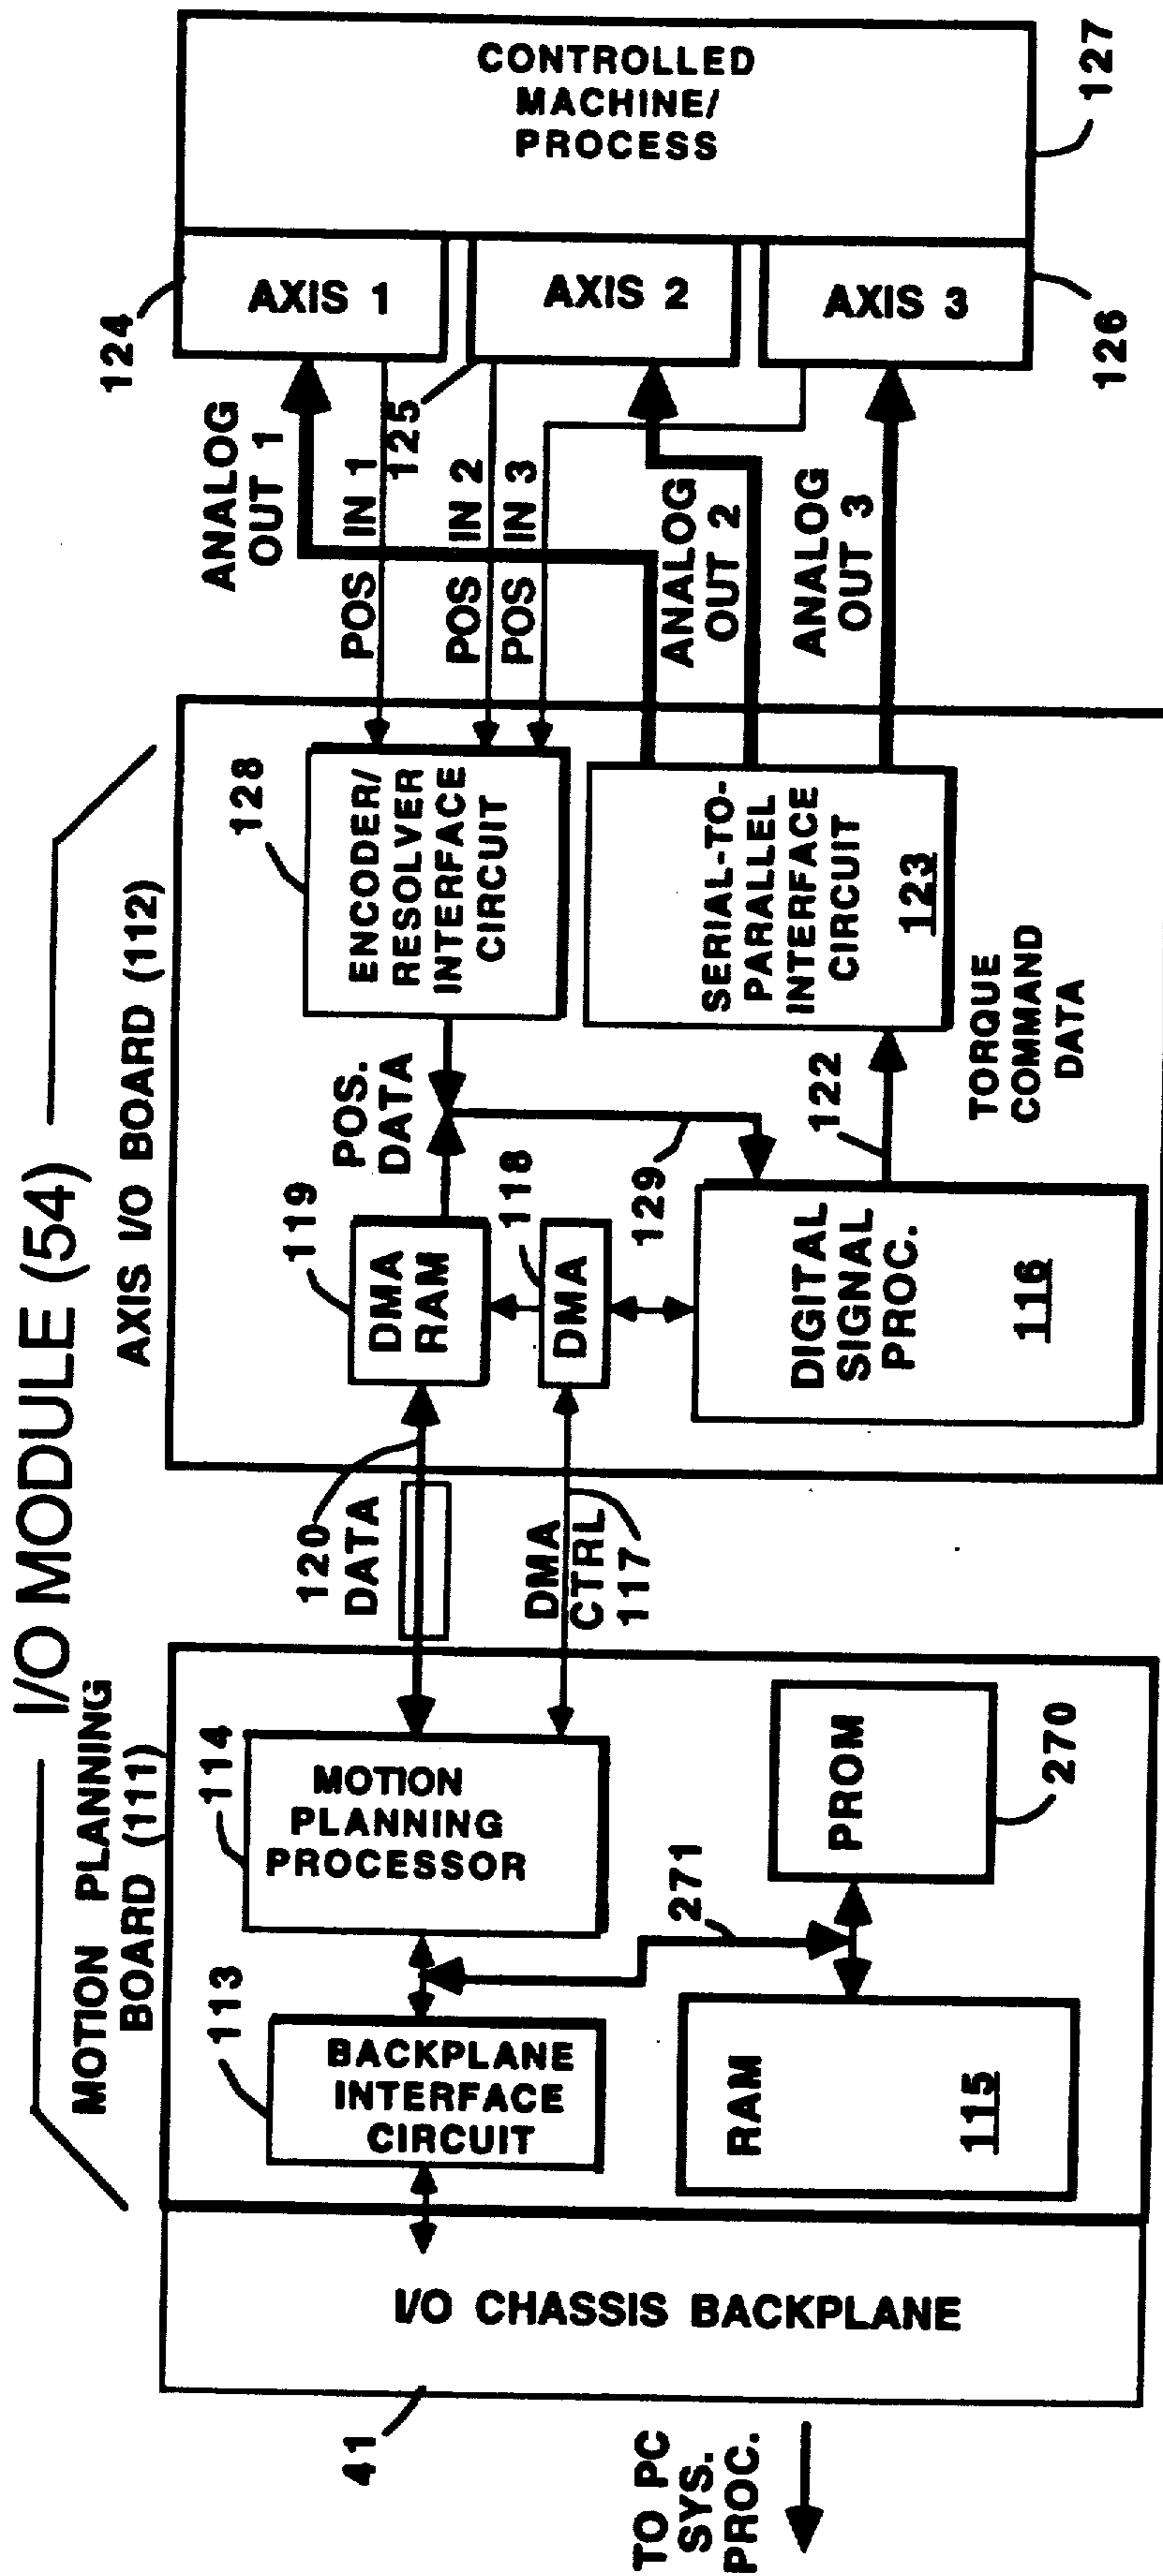 I/O MODULE (54)
MOTION PLANNING
BOARD (111)
AXIS I/O BOARD (112)
41
I/O CHASSIS BACKPLANE
TO PC
SYS.
PROC.
113
BACKPLANE
INTERFACE
CIRCUIT
114
MOTION
PLANNING
PROCESSOR
271
RAM
115
PROM
270
120
DATA
DMA
CTRL
117
119
DMA
RAM
118
DMA
POS.
DATA
129
DIGITAL
SIGNAL
PROC.
116
122
TORQUE
COMMAND
DATA
128
ENCODER/
RESOLVER
INTERFACE
CIRCUIT
SERIAL-TO-
PARALLEL
INTERFACE
CIRCUIT
123
ANALOG
OUT 1
POS IN 1
125
POS IN 2
POS IN 3
ANALOG
OUT 2
ANALOG
OUT 3
124
AXIS 1
AXIS 2
AXIS 3
126
CONTROLLED
MACHINE/
PROCESS
127